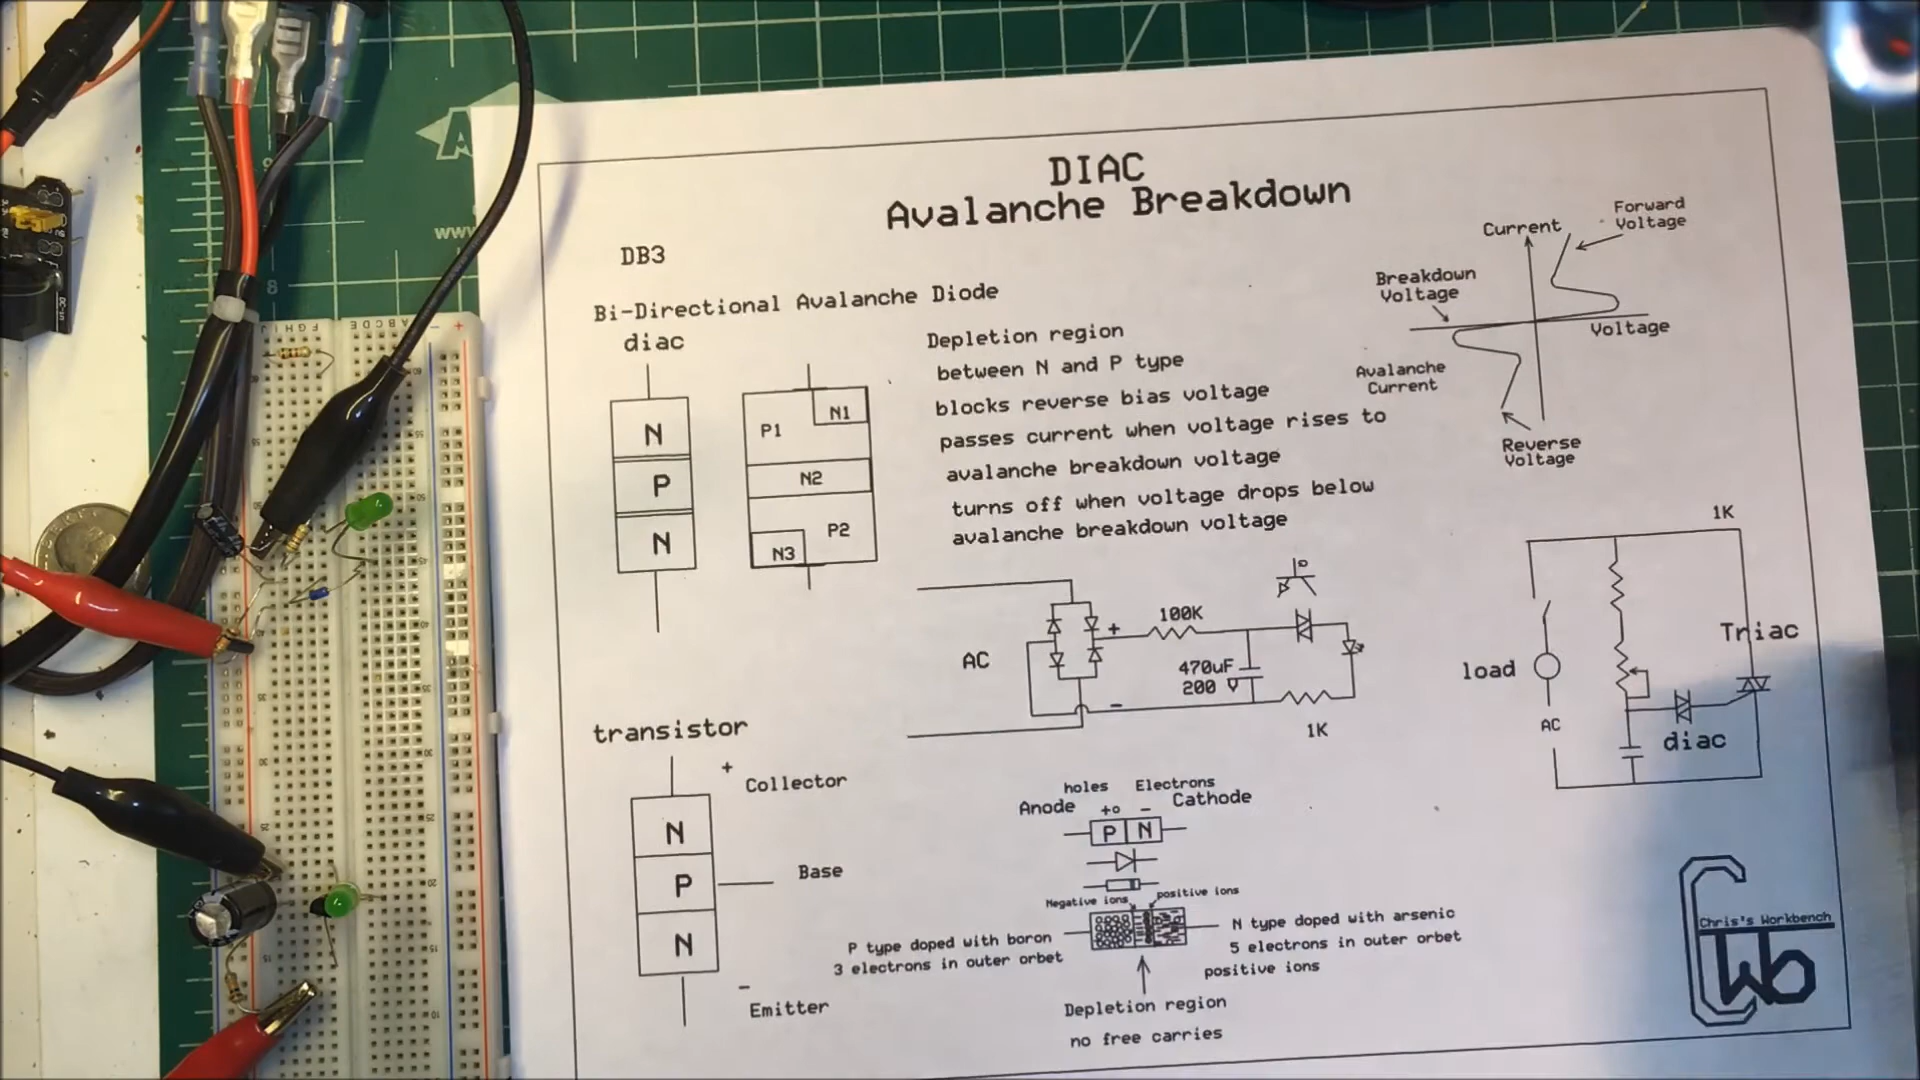 DIAC
Avalanche Breakdown
DB3
Bi-Directional Avalanche Diode
diac
N
P
N
P1
N1
N2
P2
N3
Depletion region
between N and P type
blocks reverse bias voltage
passes current when voltage rises to
avalanche breakdown voltage
turns off when voltage drops below
avalanche breakdown voltage
Current
Forward
Voltage
Breakdown
Voltage
Voltage
Avalanche
Current
Reverse
Voltage
AC
+
100K
470uF
200 V
-
1K
1K
Triac
load
AC
diac
transistor
+
Collector
N
P
N
Base
-
Emitter
holes
Electrons
Anode
Cathode
+o
-
P
N
Negative ions
positive ions
P type doped with boron
3 electrons in outer orbet
N type doped with arsenic
5 electrons in outer orbet
positive ions
Depletion region
no free carries
Chris's Workbench
CWb
www
8